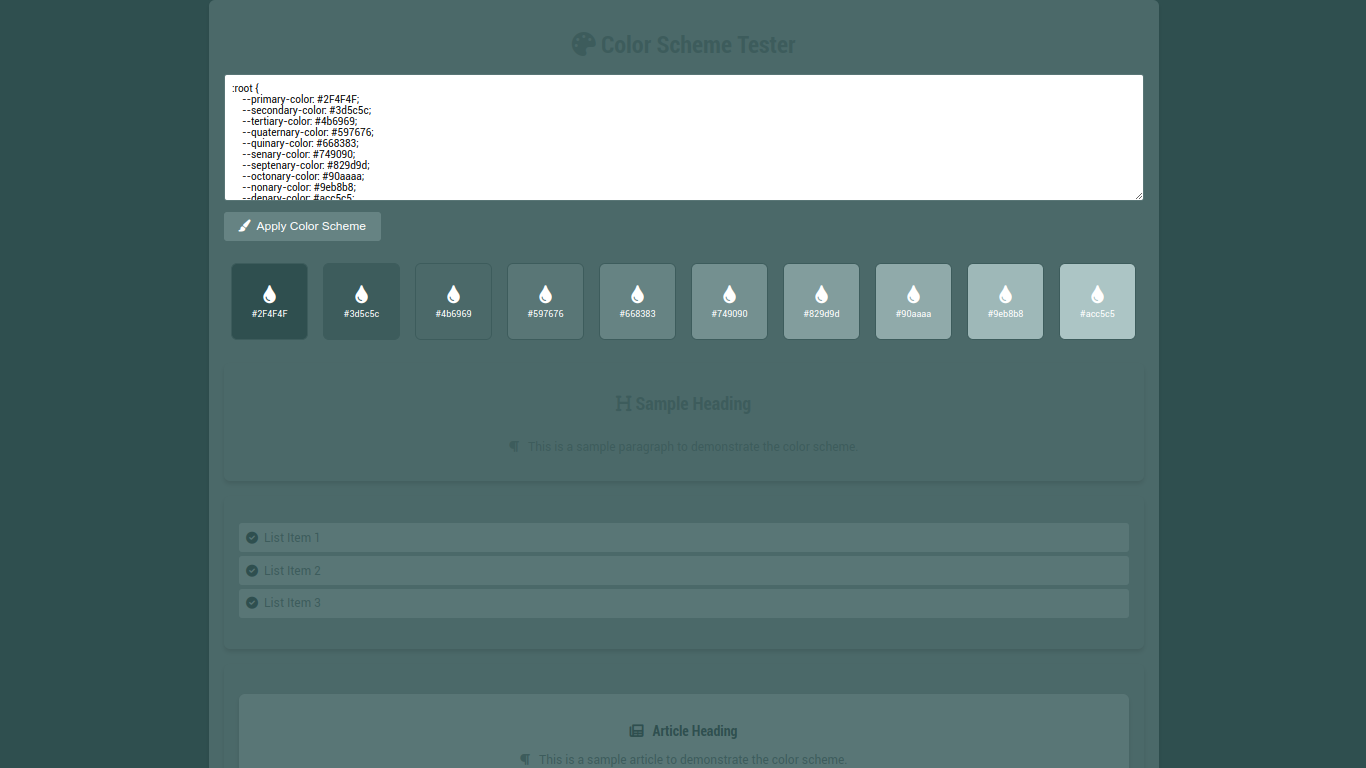 Color Scheme Tester
:root {
--primary-color: #2F4F4F;
--secondary-color: #3d5c5c;
--tertiary-color: #4b6969;
--quaternary-color: #597676;
--quinary-color: #668383;
--senary-color: #749090;
--septenary-color: #829d9d;
--octonary-color: #90aaaa;
--nonary-color: #9eb8b8;
--denary-color: #acc5c5;
Apply Color Scheme
#2F4F4F
#3d5c5c
#4b6969
#597676
#668383
#749090
#829d9d
#90aaaa
#9eb8b8
#acc5c5
Sample Heading
This is a sample paragraph to demonstrate the color scheme.
List Item 1
List Item 2
List Item 3
Article Heading
This is a sample article to demonstrate the color scheme.